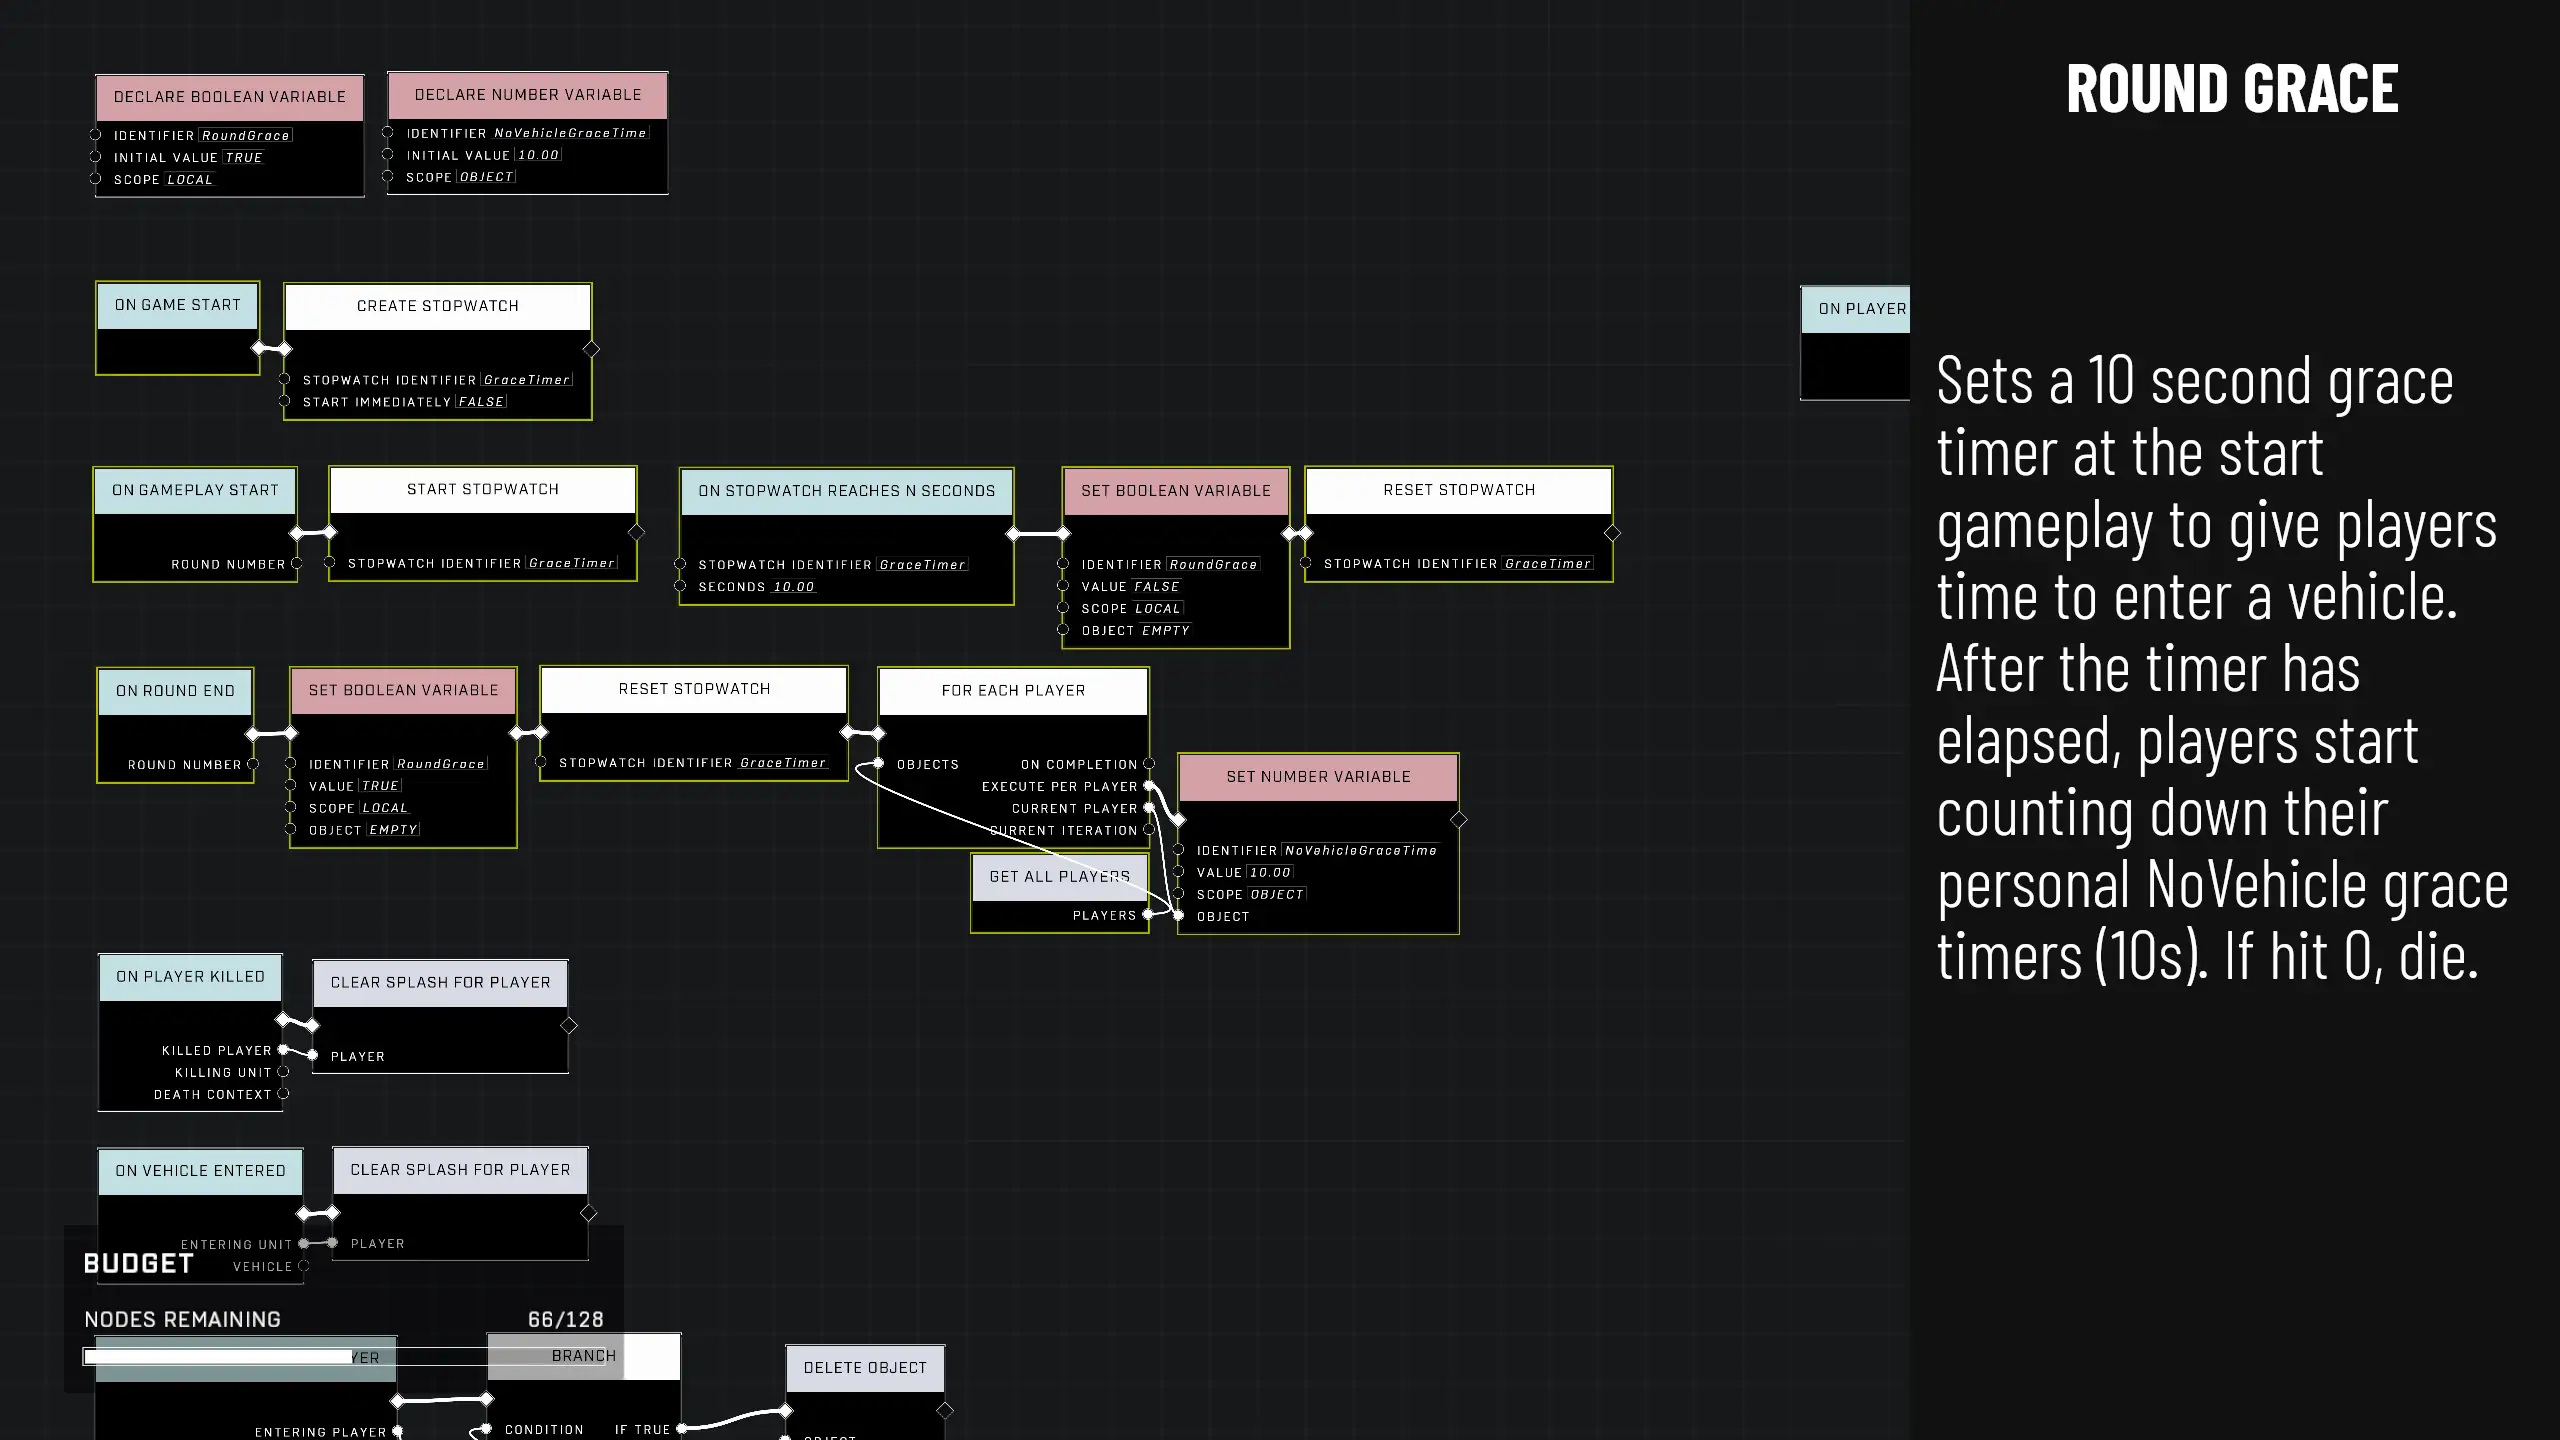 ROUND GRACE
DECLARE BOOLEAN VARIABLE
IDENTIFIER RoundGrace
INITIAL VALUE TRUE
SCOPE LOCAL
DECLARE NUMBER VARIABLE
IDENTIFIER NoVehicleGraceTime
INITIAL VALUE 10.00
SCOPE OBJECT
ON GAME START
CREATE STOPWATCH
STOPWATCH IDENTIFIER GraceTimer
START IMMEDIATELY FALSE
ON PLAYER
ON GAMEPLAY START
ROUND NUMBER
START STOPWATCH
STOPWATCH IDENTIFIER GraceTimer
ON STOPWATCH REACHES N SECONDS
STOPWATCH IDENTIFIER GraceTimer
SECONDS 10.00
SET BOOLEAN VARIABLE
IDENTIFIER RoundGrace
VALUE FALSE
SCOPE LOCAL
OBJECT EMPTY
RESET STOPWATCH
STOPWATCH IDENTIFIER GraceTimer
ON ROUND END
ROUND NUMBER
SET BOOLEAN VARIABLE
IDENTIFIER RoundGrace
VALUE TRUE
SCOPE LOCAL
OBJECT EMPTY
RESET STOPWATCH
STOPWATCH IDENTIFIER GraceTimer
FOR EACH PLAYER
OBJECTS
ON COMPLETION
EXECUTE PER PLAYER
CURRENT PLAYER
CURRENT ITERATION
GET ALL PLAYERS
PLAYERS
SET NUMBER VARIABLE
IDENTIFIER NoVehicleGraceTime
VALUE 10.00
SCOPE OBJECT
OBJECT
ON PLAYER KILLED
KILLED PLAYER
KILLING UNIT
DEATH CONTEXT
CLEAR SPLASH FOR PLAYER
PLAYER
ON VEHICLE ENTERED
ENTERING UNIT
VEHICLE
CLEAR SPLASH FOR PLAYER
PLAYER
BUDGET
NODES REMAINING 66/128
YER
ENTERING PLAYER
BRANCH
CONDITION IF TRUE
DELETE OBJECT
Sets a 10 second grace
timer at the start
gameplay to give players
time to enter a vehicle.
After the timer has
elapsed, players start
counting down their
personal NoVehicle grace
timers (10s). If hit 0, die.